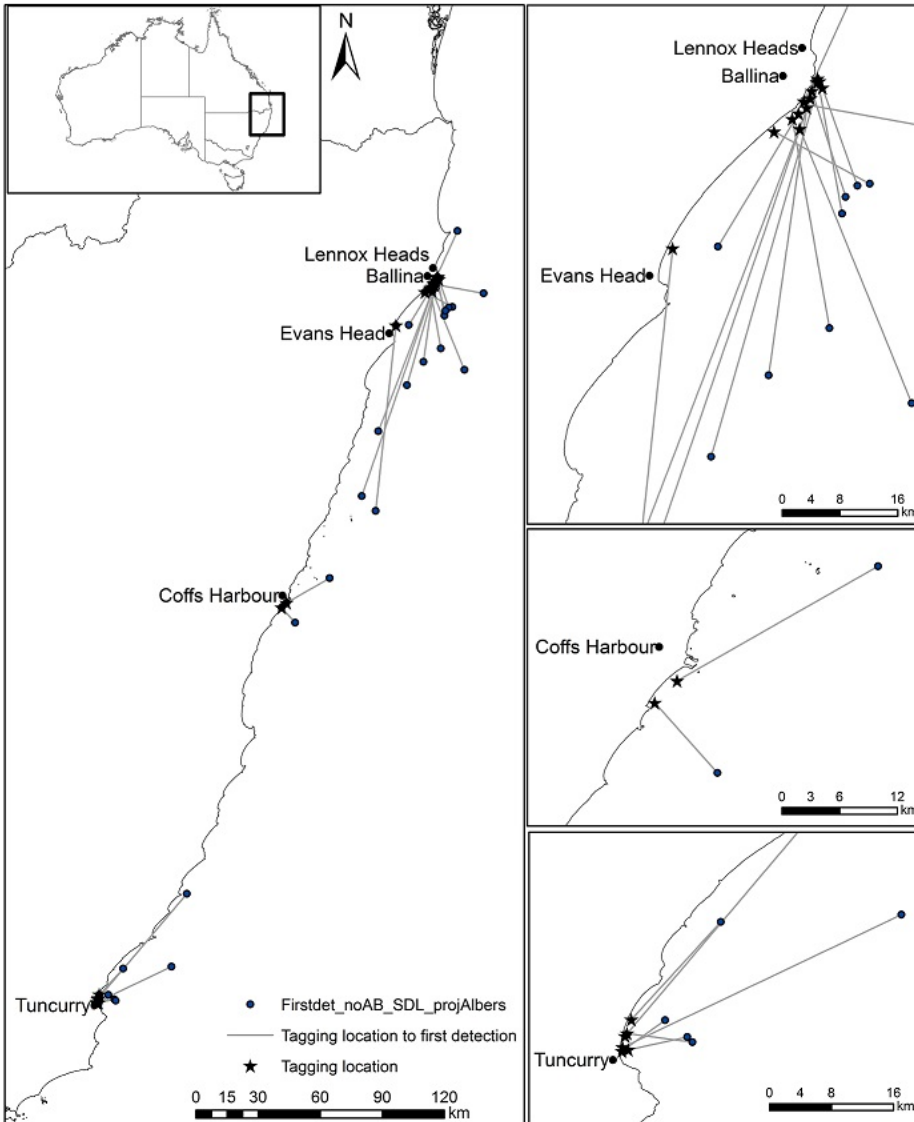 N
Lennox Heads
Ballina
Evans Head
Coffs Harbour
Tuncurry
Firstdet_noAB_SDL_projAlbers
Tagging location to first detection
Tagging location
0 15 30 60 90 120
km
Lennox Heads
Ballina
Evans Head
0 4 8 16
km
Coffs Harbour
0 3 6 12
km
Tuncurry
0 4 8 16
km